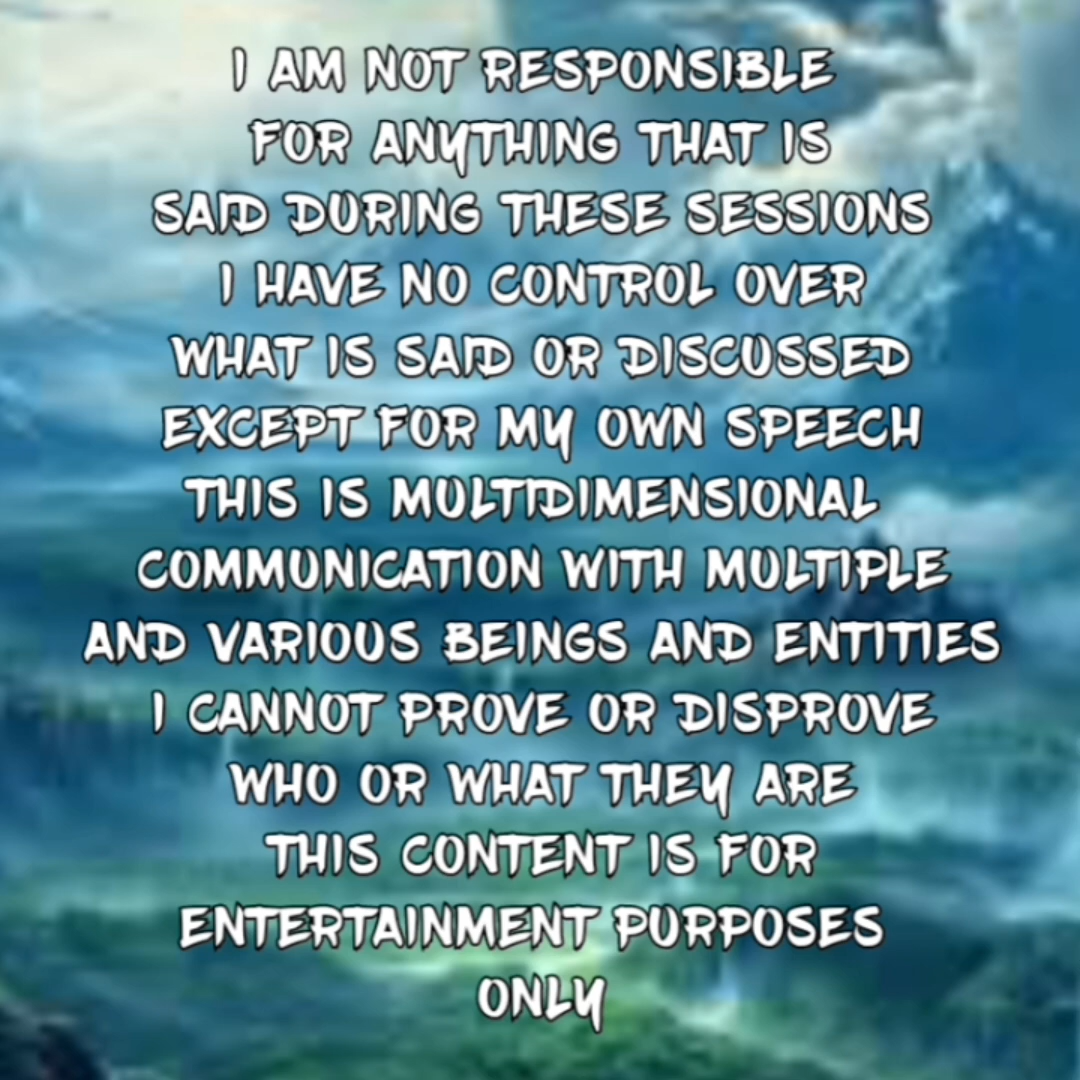 I AM NOT RESPONSIBLE
FOR ANYTHING THAT IS
SAID DURING THESE SESSIONS
I HAVE NO CONTROL OVER
WHAT IS SAID OR DISCUSSED
EXCEPT FOR MY OWN SPEECH
THIS IS MULTIDIMENSIONAL
COMMUNICATION WITH MULTIPLE
AND VARIOUS BEINGS AND ENTITIES
I CANNOT PROVE OR DISPROVE
WHO OR WHAT THEY ARE
THIS CONTENT IS FOR
ENTERTAINMENT PURPOSES
ONLY